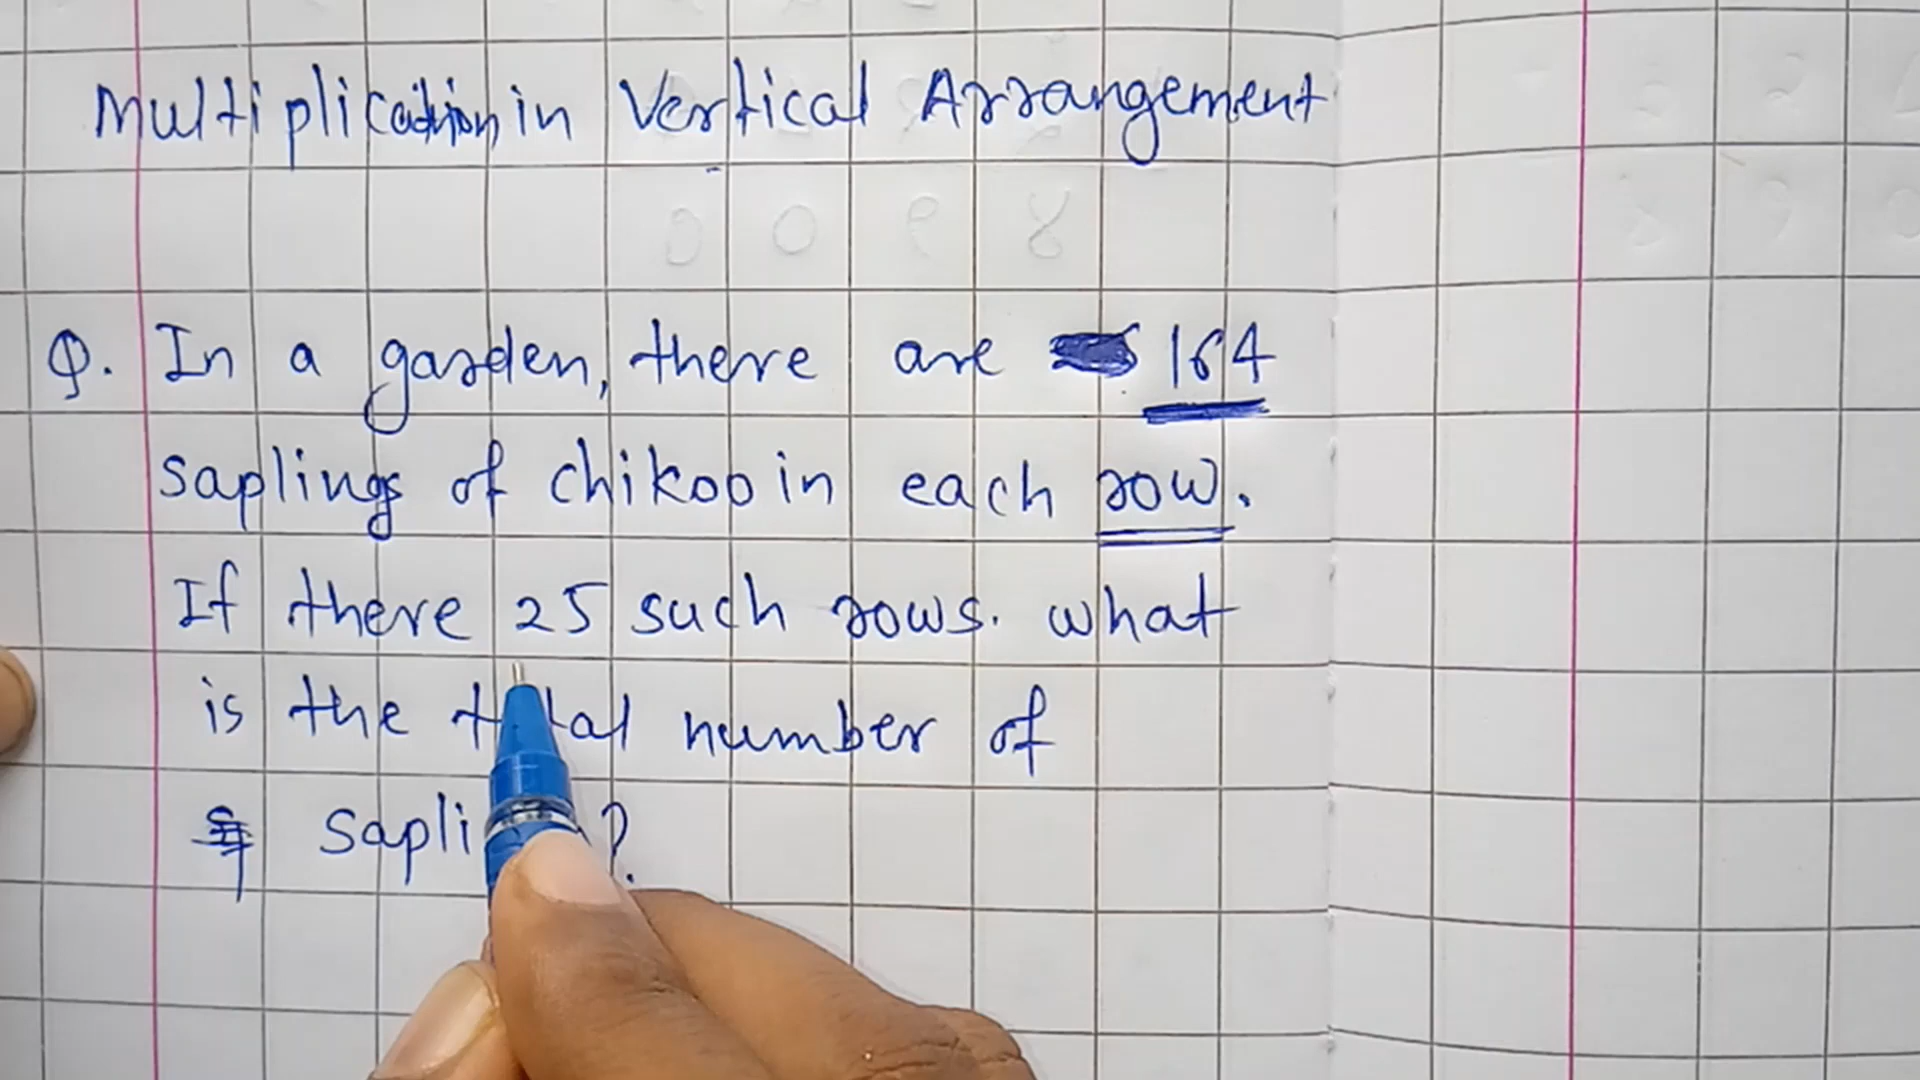 Multiplication in Vertical Arrangement
Q. In a garden, there are 164
saplings of chikoo in each row.
If there 25 such rows. what
is the total number of